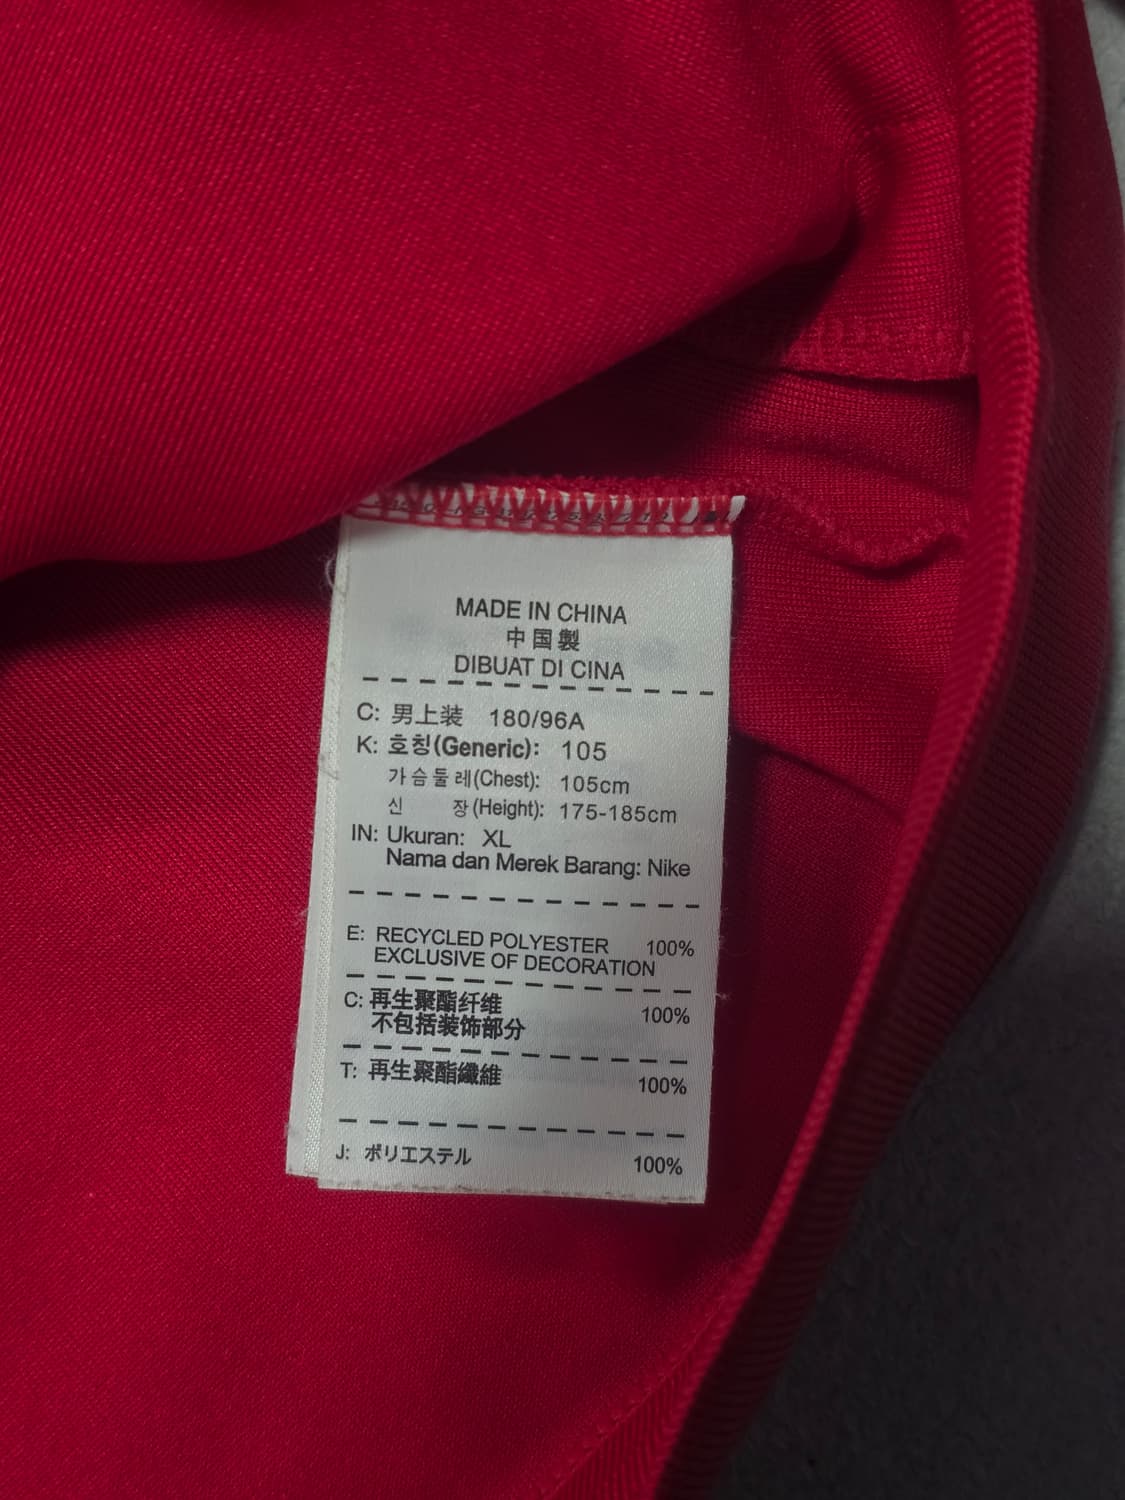 MADE IN CHINA
中国製
DIBUAT DI CINA
C: 男上装 180/96A
K: 호칭(Generic): 105
가슴둘레(Chest): 105cm
신 장(Height): 175-185cm
IN: Ukuran: XL
Nama dan Merek Barang: Nike
E: RECYCLED POLYESTER 100%
EXCLUSIVE OF DECORATION
C: 再生聚酯纤维 100%
不包括装饰部分
T: 再生聚酯纖維 100%
J: ポリエステル 100%